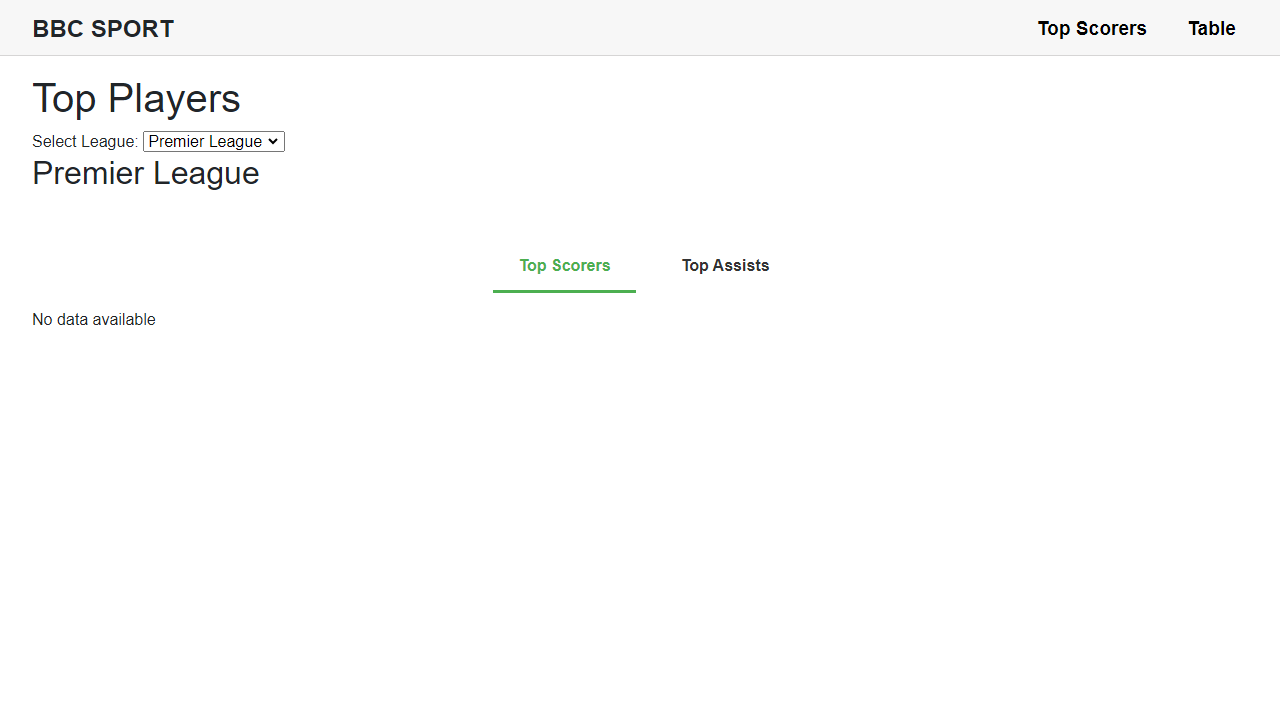 BBC SPORT
Top Scorers
Table
Top Players
Select League: Premier League
Premier League
Top Scorers
Top Assists
No data available